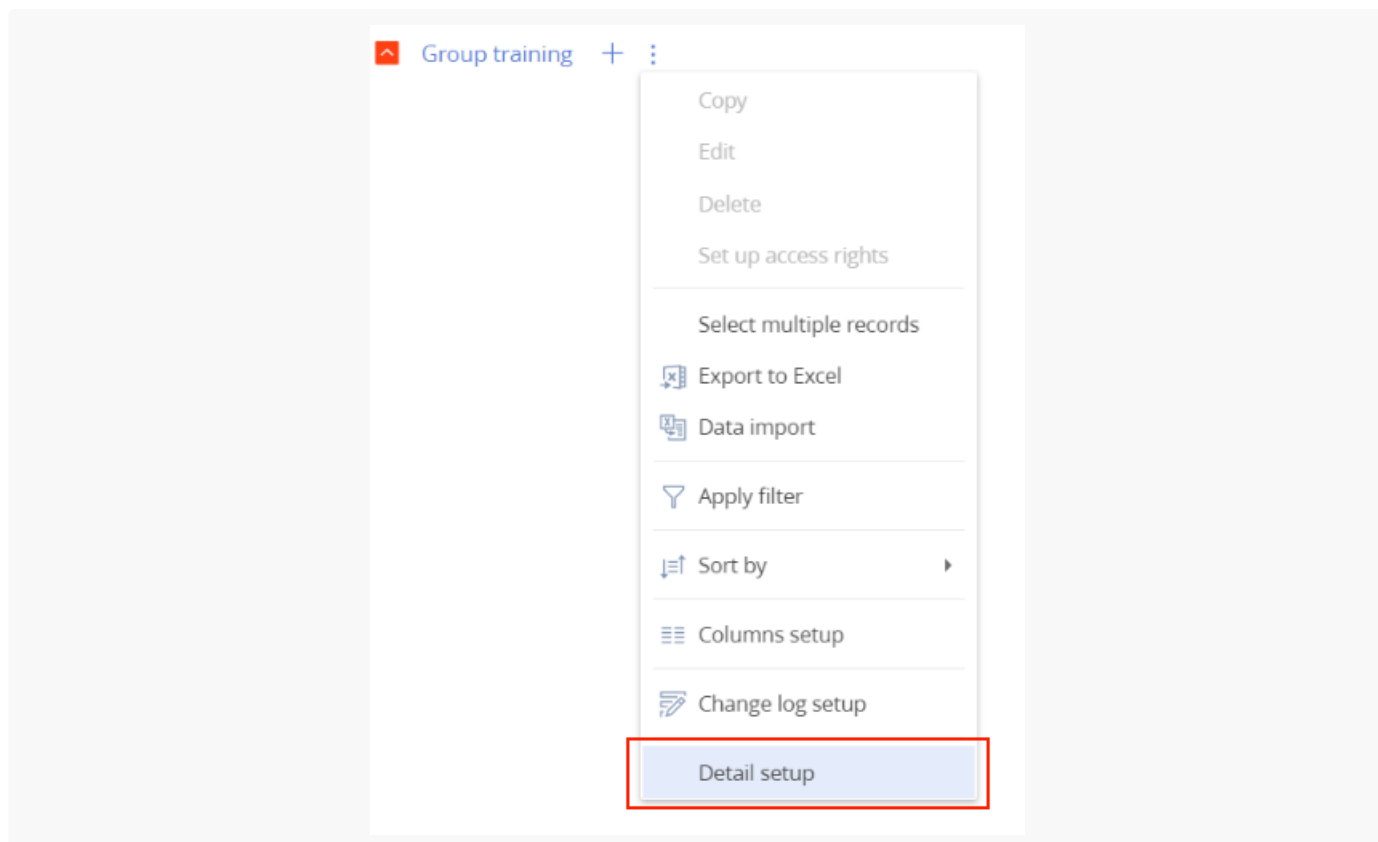 Group training
Copy
Edit
Delete
Set up access rights
Select multiple records
Export to Excel
Data import
Apply filter
Sort by
Columns setup
Change log setup
Detail setup